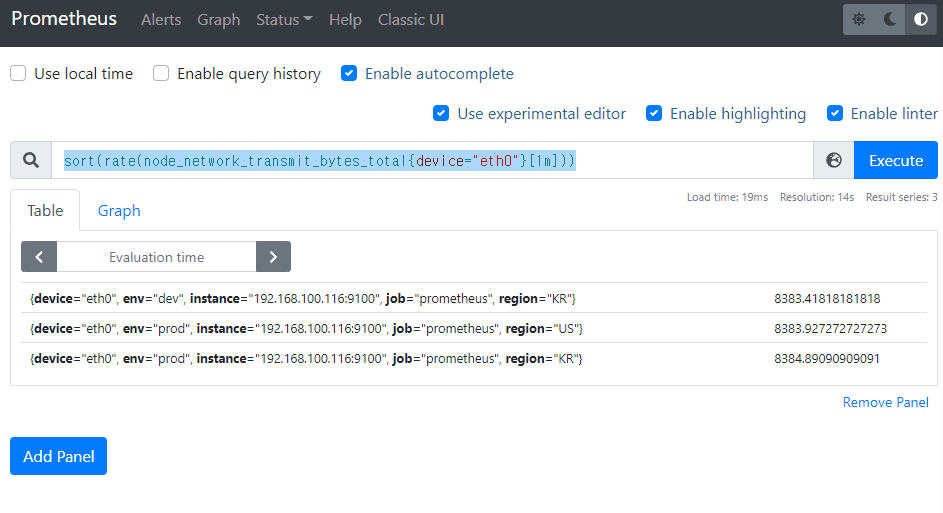 Prometheus Alerts Graph Status Help Classic UI
Use local time Enable query history Enable autocomplete
Use experimental editor Enable highlighting Enable linter
sort(rate(node_network_transmit_bytes_total{device="eth0"}[1m])) Execute
Load time: 19ms Resolution: 14s Result series: 3
Table Graph
Evaluation time
{device="eth0", env="dev", instance="192.168.100.116:9100", job="prometheus", region="KR"} 8383.41818181818
{device="eth0", env="prod", instance="192.168.100.116:9100", job="prometheus", region="US"} 8383.927272727273
{device="eth0", env="prod", instance="192.168.100.116:9100", job="prometheus", region="KR"} 8384.89090909091
Remove Panel
Add Panel